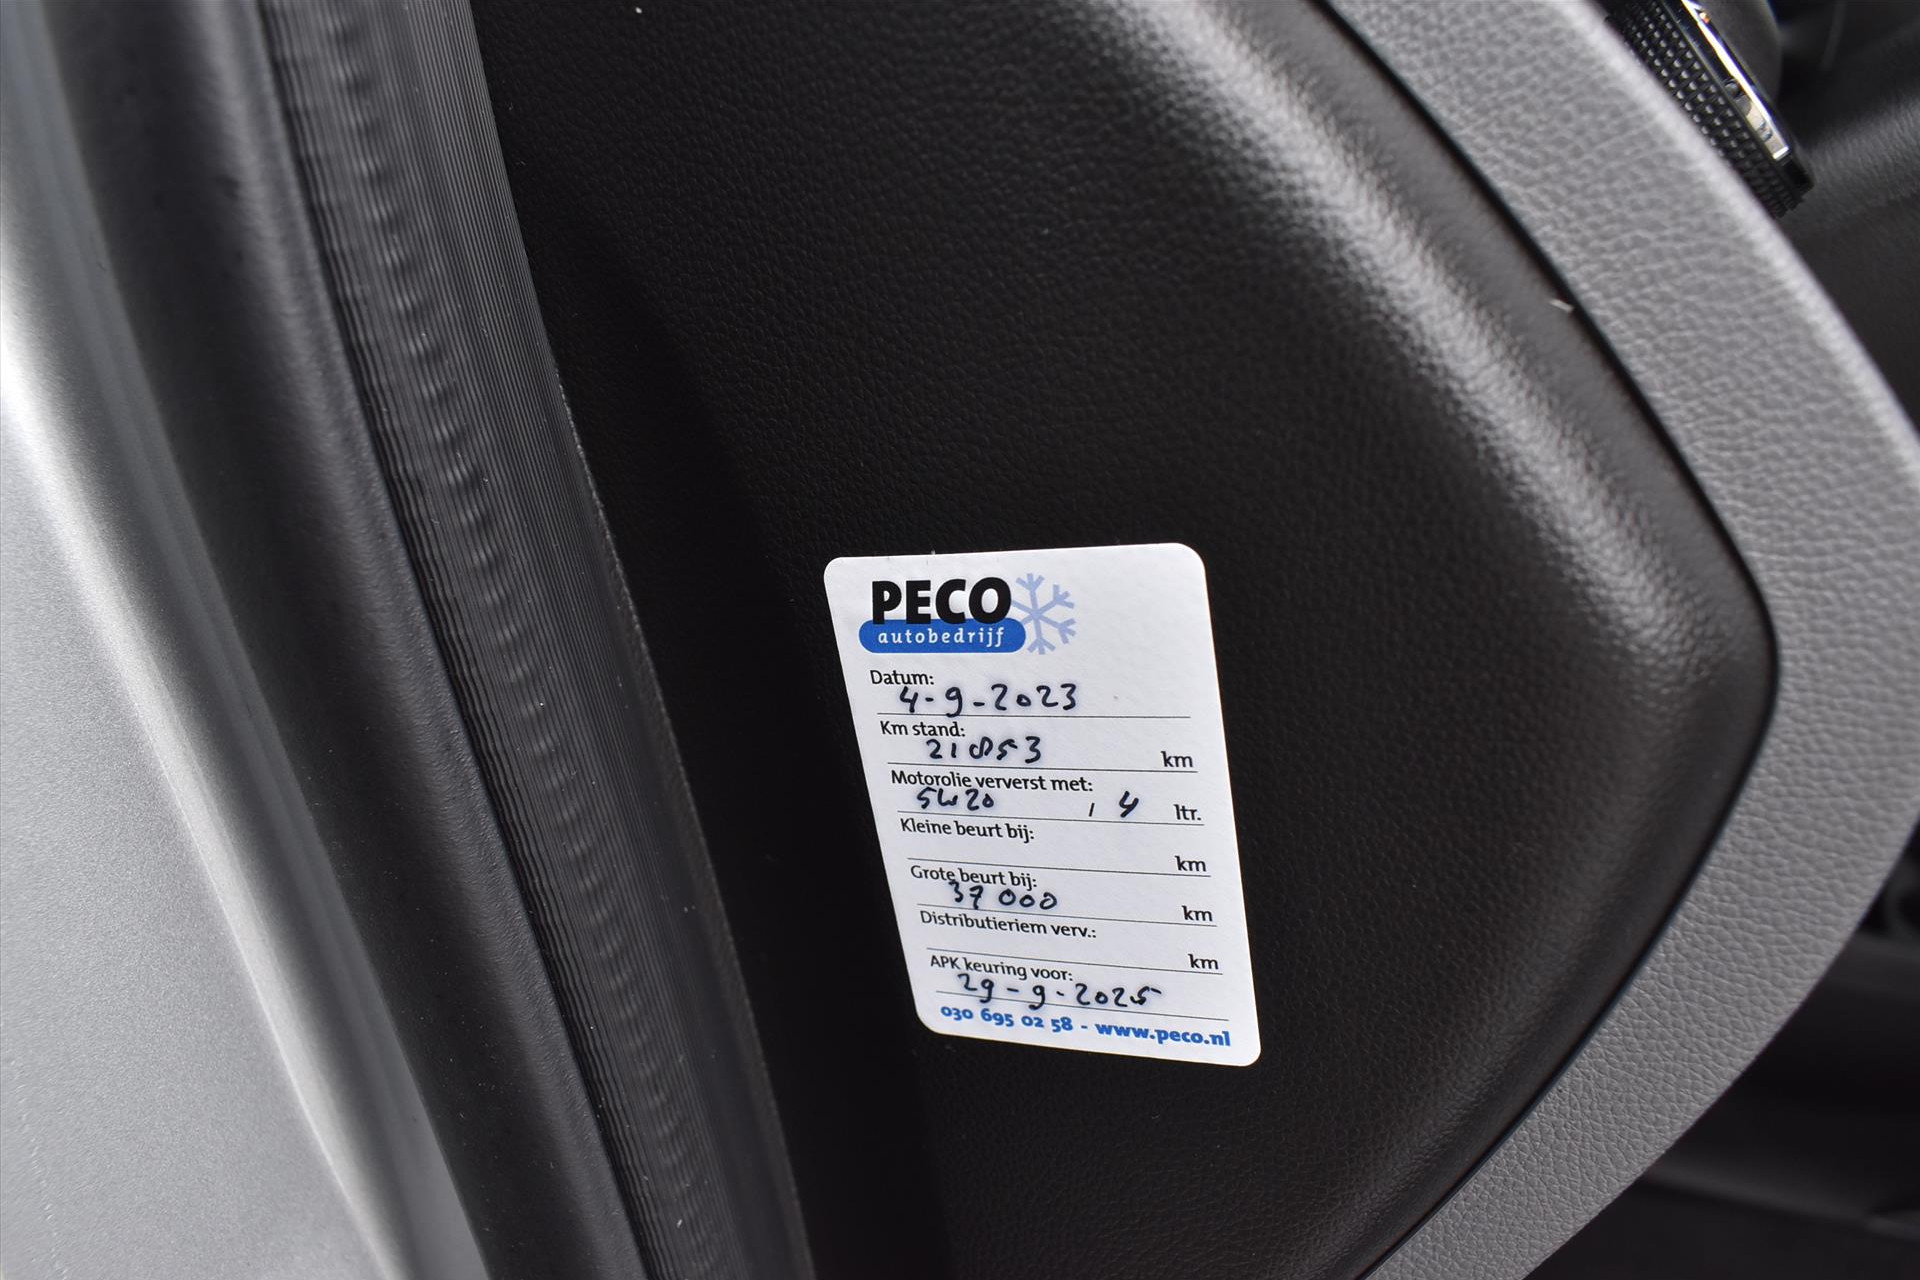 PECO
autobedrijf
Datum:
4-9-2023
Km stand:
21853 km
Motorolie ververst met:
5W20 , 4 ltr.
Kleine beurt bij:
km
Grote beurt bij:
37000 km
Distributieriem verv.:
km
APK keuring voor:
29-9-2025
030 695 02 58 - www.peco.nl